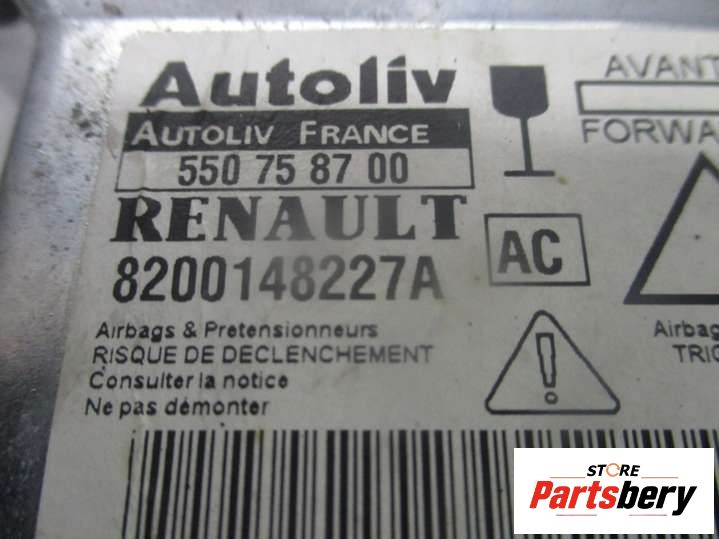 Autoliv
AUTOLIV FRANCE
550 75 87 00
RENAULT
8200148227A
AC
Airbags & Pretensionneurs
RISQUE DE DECLENCHEMENT
Consulter la notice
Ne pas démonter
AVANT
FORWA
Airbag
TRIG
STORE
Partsbery